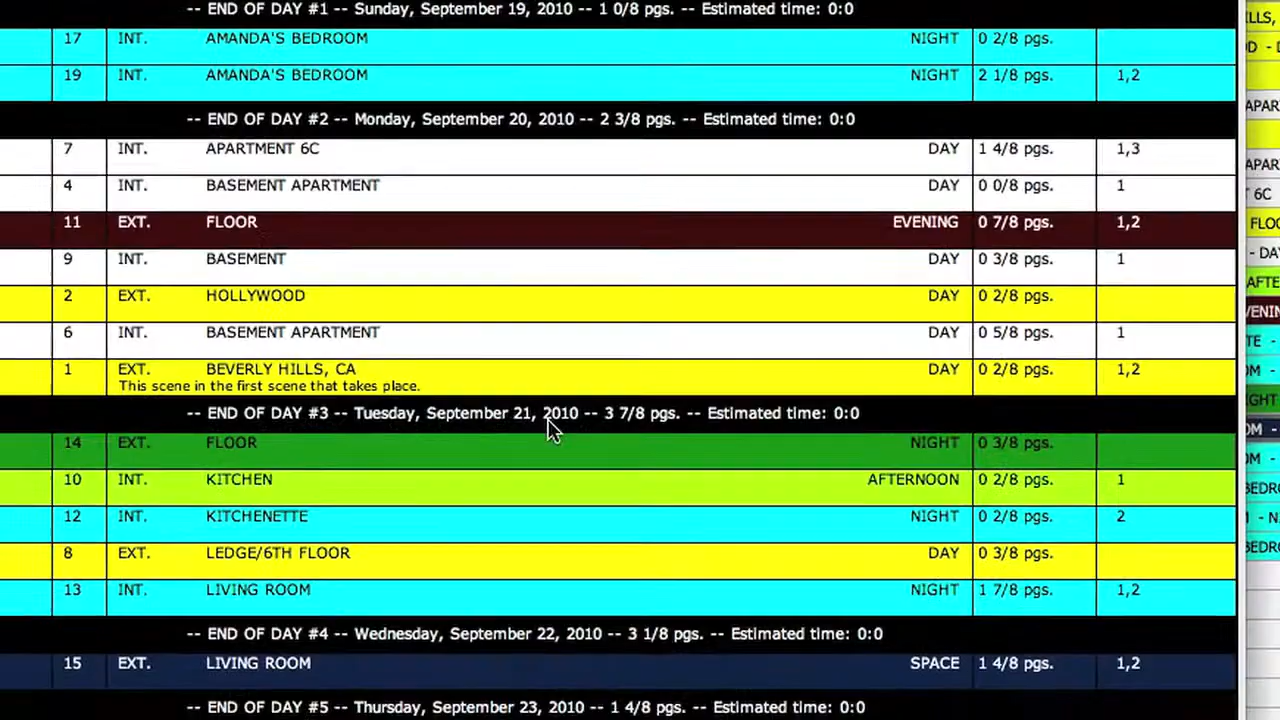 -- END OF DAY #1 -- Sunday, September 19, 2010 -- 1 0/8 pgs. -- Estimated time: 0:0
17 INT. AMANDA'S BEDROOM NIGHT 0 2/8 pgs.
19 INT. AMANDA'S BEDROOM NIGHT 2 1/8 pgs. 1,2
-- END OF DAY #2 -- Monday, September 20, 2010 -- 2 3/8 pgs. -- Estimated time: 0:0
7 INT. APARTMENT 6C DAY 1 4/8 pgs. 1,3
4 INT. BASEMENT APARTMENT DAY 0 0/8 pgs. 1
11 EXT. FLOOR EVENING 0 7/8 pgs. 1,2
9 INT. BASEMENT DAY 0 3/8 pgs. 1
2 EXT. HOLLYWOOD DAY 0 2/8 pgs.
6 INT. BASEMENT APARTMENT DAY 0 5/8 pgs. 1
1 EXT. BEVERLY HILLS, CA DAY 0 2/8 pgs. 1,2
This scene in the first scene that takes place.
-- END OF DAY #3 -- Tuesday, September 21, 2010 -- 3 7/8 pgs. -- Estimated time: 0:0
14 EXT. FLOOR NIGHT 0 3/8 pgs.
10 INT. KITCHEN AFTERNOON 0 2/8 pgs. 1
12 INT. KITCHENETTE NIGHT 0 2/8 pgs. 2
8 EXT. LEDGE/6TH FLOOR DAY 0 3/8 pgs.
13 INT. LIVING ROOM NIGHT 1 7/8 pgs. 1,2
-- END OF DAY #4 -- Wednesday, September 22, 2010 -- 3 1/8 pgs. -- Estimated time: 0:0
15 EXT. LIVING ROOM SPACE 1 4/8 pgs. 1,2
-- END OF DAY #5 -- Thursday, September 23, 2010 -- 1 4/8 pgs. -- Estimated time: 0:0
6C
- DAY